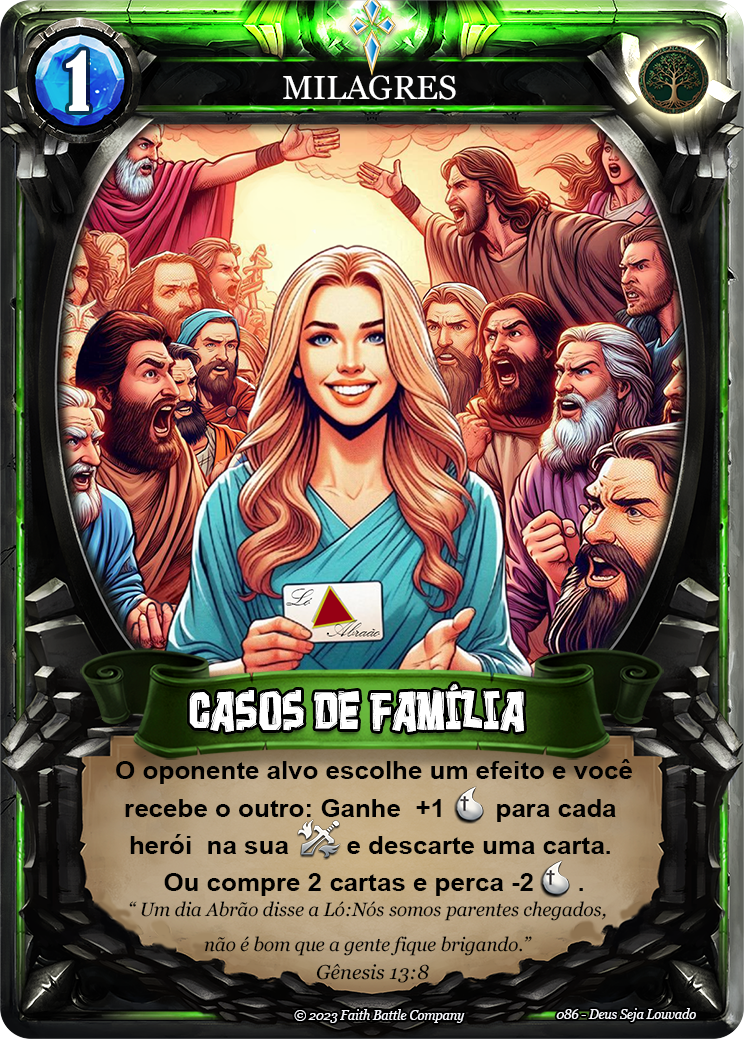 1
MILAGRES
Ló
Abraão
CASOS DE FAMÍLIA
O oponente alvo escolhe um efeito e você
recebe o outro: Ganhe +1 para cada
herói na sua e descarte uma carta.
Ou compre 2 cartas e perca -2 .
“ Um dia Abrão disse a Ló:Nós somos parentes chegados,
não é bom que a gente fique brigando.”
Gênesis 13:8
© 2023 Faith Battle Company
086 - Deus Seja Louvado